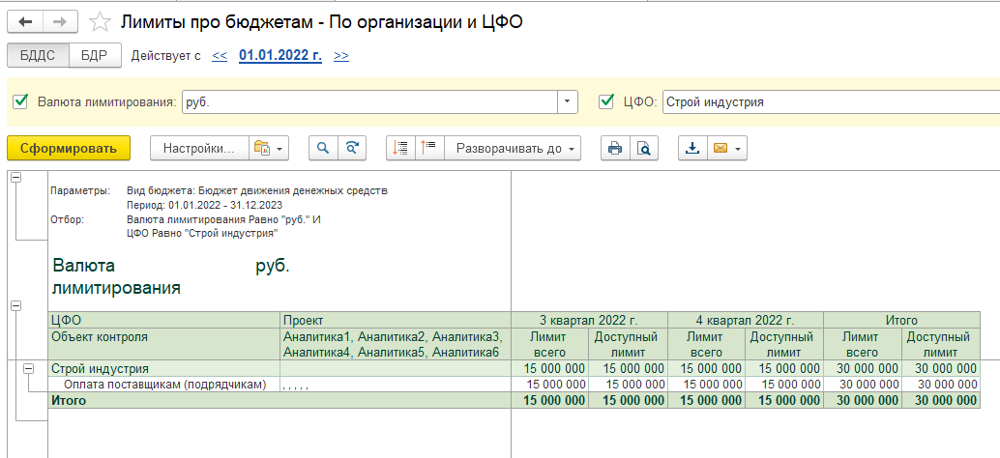 Лимиты про бюджетам - По организации и ЦФО
БДДС БДР Действует с << 01.01.2022 г. >>
Валюта лимитирования: руб. ЦФО: Строй индустрия
Сформировать Настройки... Разворачивать до
Параметры: Вид бюджета: Бюджет движения денежных средств
Период: 01.01.2022 - 31.12.2023
Отбор: Валюта лимитирования Равно "руб." И
ЦФО Равно "Строй индустрия"
Валюта руб.
лимитирования
ЦФО Проект 3 квартал 2022 г. 4 квартал 2022 г. Итого
Объект контроля Аналитика1, Аналитика2, Аналитика3, Лимит Доступный Лимит Доступный Лимит Доступный
Аналитика4, Аналитика5, Аналитика6 всего лимит всего лимит всего лимит
Строй индустрия 15 000 000 15 000 000 15 000 000 15 000 000 30 000 000 30 000 000
Оплата поставщикам (подрядчикам) , , , , , 15 000 000 15 000 000 15 000 000 15 000 000 30 000 000 30 000 000
Итого 15 000 000 15 000 000 15 000 000 15 000 000 30 000 000 30 000 000